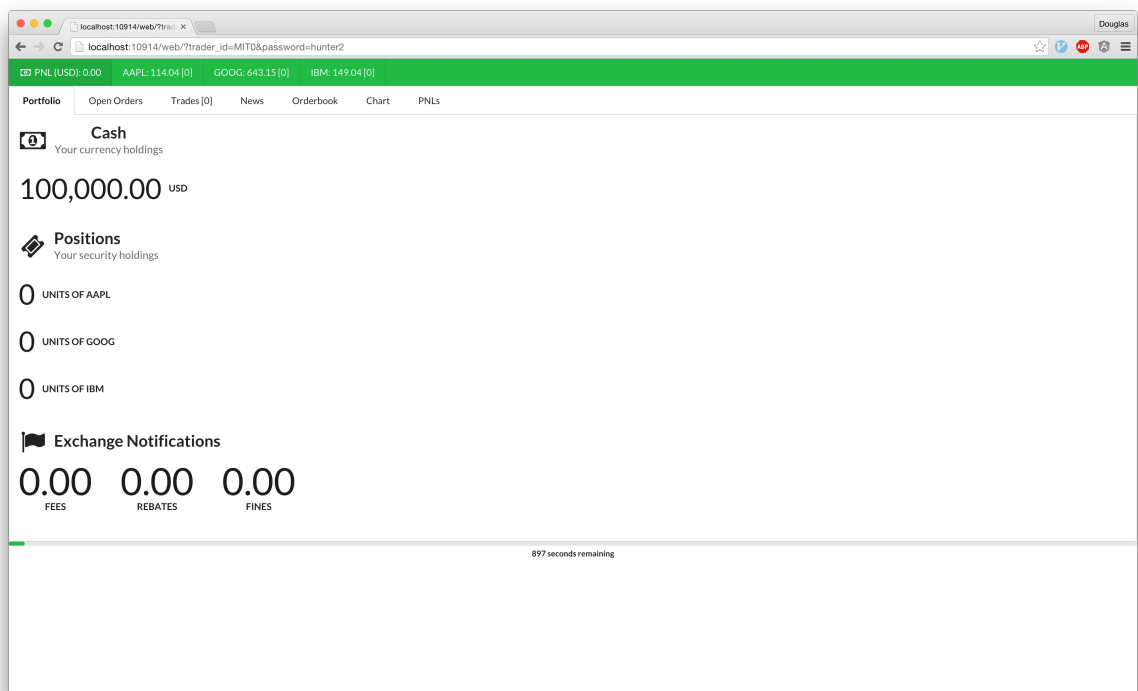 localhost:10914/web/?trad
Douglas
localhost:10914/web/?trader_id=MIT0&password=hunter2
ABP
PNL (USD): 0.00 AAPL: 114.04 [0] GOOG: 643.15 [0] IBM: 149.04 [0]
Portfolio Open Orders Trades [0] News Orderbook Chart PNLs
Cash
Your currency holdings
100,000.00 USD
Positions
Your security holdings
0 UNITS OF AAPL
0 UNITS OF GOOG
0 UNITS OF IBM
Exchange Notifications
0.00 0.00 0.00
FEES REBATES FINES
897 seconds remaining